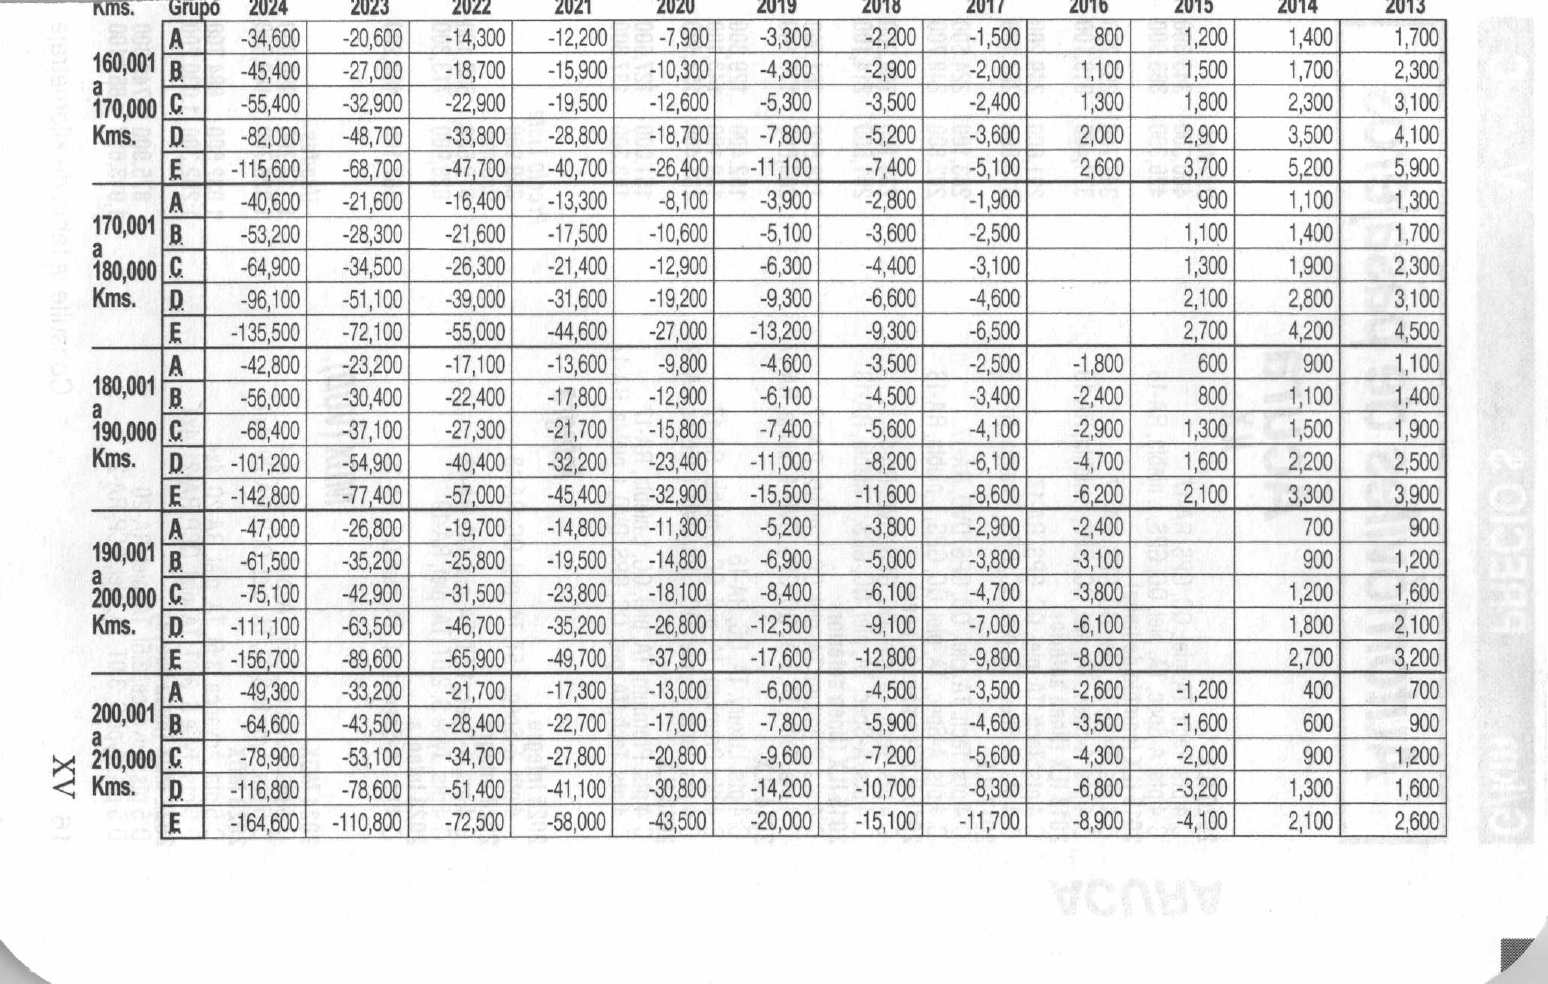 Kms. Grupo 2024 2023 2022 2021 2020 2019 2018 2017 2016 2015 2014 2013
160,001 a 170,000 Kms.
A -34,600 -20,600 -14,300 -12,200 -7,900 -3,300 -2,200 -1,500 800 1,200 1,400 1,700
B -45,400 -27,000 -18,700 -15,900 -10,300 -4,300 -2,900 -2,000 1,100 1,500 1,700 2,300
C -55,400 -32,900 -22,900 -19,500 -12,600 -5,300 -3,500 -2,400 1,300 1,800 2,300 3,100
D -82,000 -48,700 -33,800 -28,800 -18,700 -7,800 -5,200 -3,600 2,000 2,900 3,500 4,100
E -115,600 -68,700 -47,700 -40,700 -26,400 -11,100 -7,400 -5,100 2,600 3,700 5,200 5,900
170,001 a 180,000 Kms.
A -40,600 -21,600 -16,400 -13,300 -8,100 -3,900 -2,800 -1,900 900 1,100 1,300
B -53,200 -28,300 -21,600 -17,500 -10,600 -5,100 -3,600 -2,500 1,100 1,400 1,700
C -64,900 -34,500 -26,300 -21,400 -12,900 -6,300 -4,400 -3,100 1,300 1,900 2,300
D -96,100 -51,100 -39,000 -31,600 -19,200 -9,300 -6,600 -4,600 2,100 2,800 3,100
E -135,500 -72,100 -55,000 -44,600 -27,000 -13,200 -9,300 -6,500 2,700 4,200 4,500
180,001 a 190,000 Kms.
A -42,800 -23,200 -17,100 -13,600 -9,800 -4,600 -3,500 -2,500 -1,800 600 900 1,100
B -56,000 -30,400 -22,400 -17,800 -12,900 -6,100 -4,500 -3,400 -2,400 800 1,100 1,400
C -68,400 -37,100 -27,300 -21,700 -15,800 -7,400 -5,600 -4,100 -2,900 1,300 1,500 1,900
D -101,200 -54,900 -40,400 -32,200 -23,400 -11,000 -8,200 -6,100 -4,700 1,600 2,200 2,500
E -142,800 -77,400 -57,000 -45,400 -32,900 -15,500 -11,600 -8,600 -6,200 2,100 3,300 3,900
190,001 a 200,000 Kms.
A -47,000 -26,800 -19,700 -14,800 -11,300 -5,200 -3,800 -2,900 -2,400 700 900
B -61,500 -35,200 -25,800 -19,500 -14,800 -6,900 -5,000 -3,800 -3,100 900 1,200
C -75,100 -42,900 -31,500 -23,800 -18,100 -8,400 -6,100 -4,700 -3,800 1,200 1,600
D -111,100 -63,500 -46,700 -35,200 -26,800 -12,500 -9,100 -7,000 -6,100 1,800 2,100
E -156,700 -89,600 -65,900 -49,700 -37,900 -17,600 -12,800 -9,800 -8,000 2,700 3,200
200,001 a 210,000 Kms.
A -49,300 -33,200 -21,700 -17,300 -13,000 -6,000 -4,500 -3,500 -2,600 -1,200 400 700
B -64,600 -43,500 -28,400 -22,700 -17,000 -7,800 -5,900 -4,600 -3,500 -1,600 600 900
C -78,900 -53,100 -34,700 -27,800 -20,800 -9,600 -7,200 -5,600 -4,300 -2,000 900 1,200
D -116,800 -78,600 -51,400 -41,100 -30,800 -14,200 -10,700 -8,300 -6,800 -3,200 1,300 1,600
E -164,600 -110,800 -72,500 -58,000 -43,500 -20,000 -15,100 -11,700 -8,900 -4,100 2,100 2,600
XV
ACURA